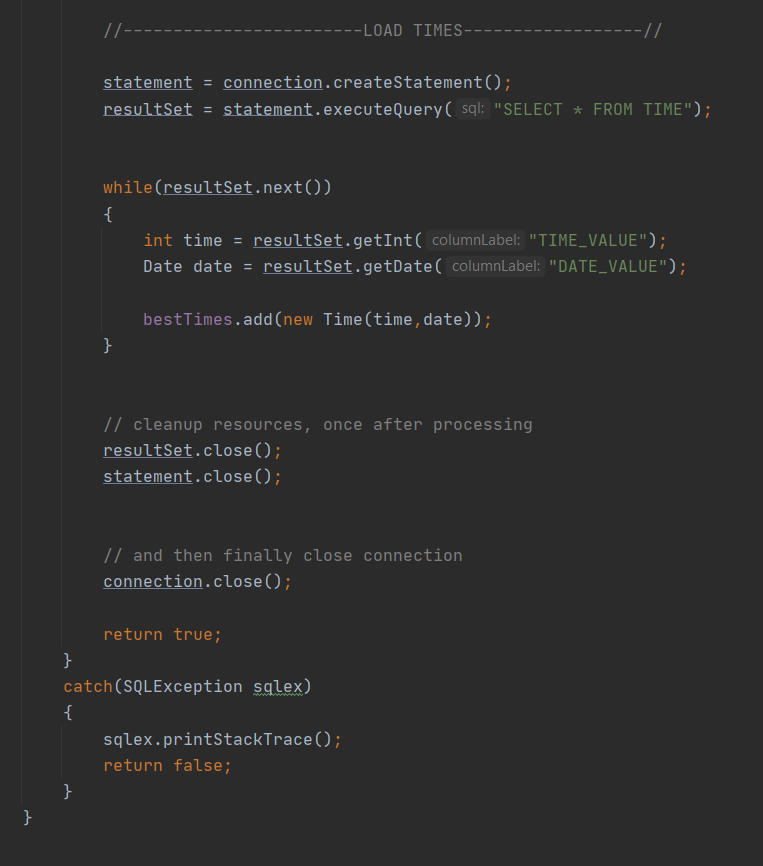 //------------------------LOAD TIMES------------------//
statement = connection.createStatement();
resultSet = statement.executeQuery( sql: "SELECT * FROM TIME");
while(resultSet.next())
{
int time = resultSet.getInt( columnLabel: "TIME_VALUE");
Date date = resultSet.getDate( columnLabel: "DATE_VALUE");
bestTimes.add(new Time(time,date));
}
// cleanup resources, once after processing
resultSet.close();
statement.close();
// and then finally close connection
connection.close();
return true;
}
catch(SQLException sqlex)
{
sqlex.printStackTrace();
return false;
}
}